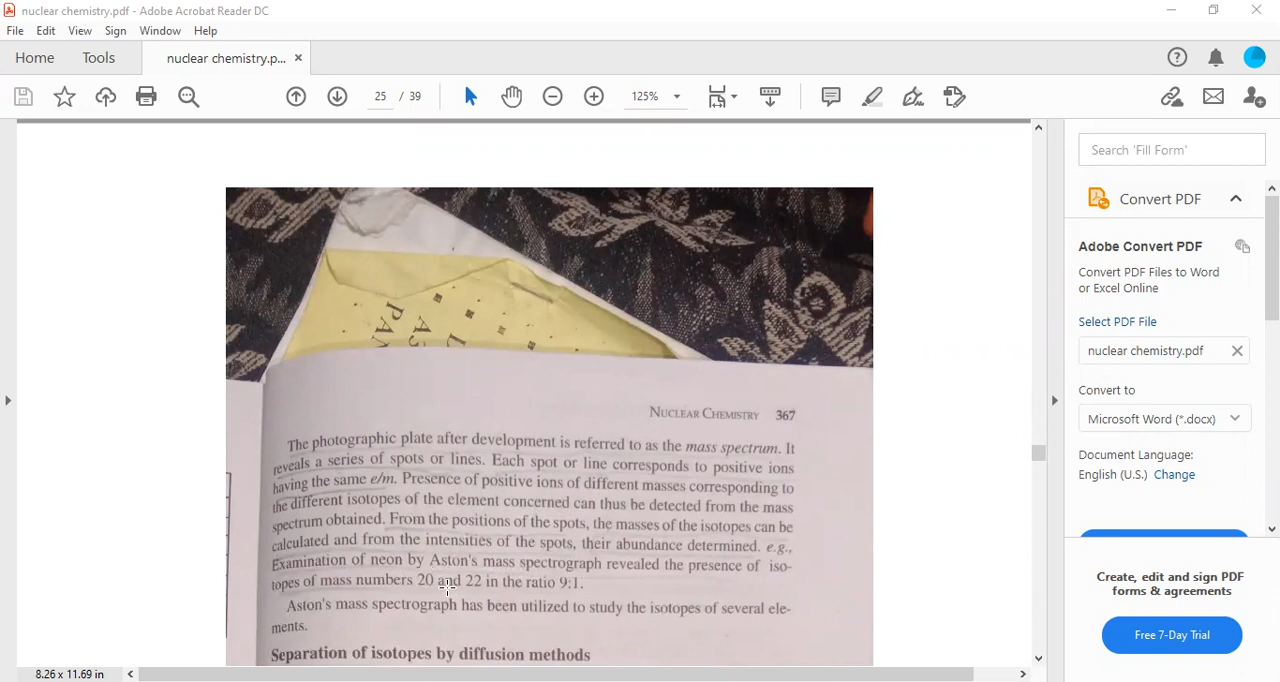 nuclear chemistry.pdf - Adobe Acrobat Reader DC
File Edit View Sign Window Help
Home Tools nuclear chemistry.p... ×
25 / 39 125%
Search 'Fill Form'
Convert PDF
Adobe Convert PDF
Convert PDF Files to Word
or Excel Online
Select PDF File
nuclear chemistry.pdf
Convert to
Microsoft Word (*.docx)
Document Language:
English (U.S.) Change
Create, edit and sign PDF
forms & agreements
Free 7-Day Trial
NUCLEAR CHEMISTRY 367
The photographic plate after development is referred to as the mass spectrum. It
reveals a series of spots or lines. Each spot or line corresponds to positive ions
having the same e/m. Presence of positive ions of different masses corresponding to
the different isotopes of the element concerned can thus be detected from the mass
spectrum obtained. From the positions of the spots, the masses of the isotopes can be
calculated and from the intensities of the spots, their abundance determined. e.g.,
Examination of neon by Aston's mass spectrograph revealed the presence of iso-
topes of mass numbers 20 and 22 in the ratio 9:1.
Aston's mass spectrograph has been utilized to study the isotopes of several ele-
ments.
Separation of isotopes by diffusion methods
8.26 x 11.69 in